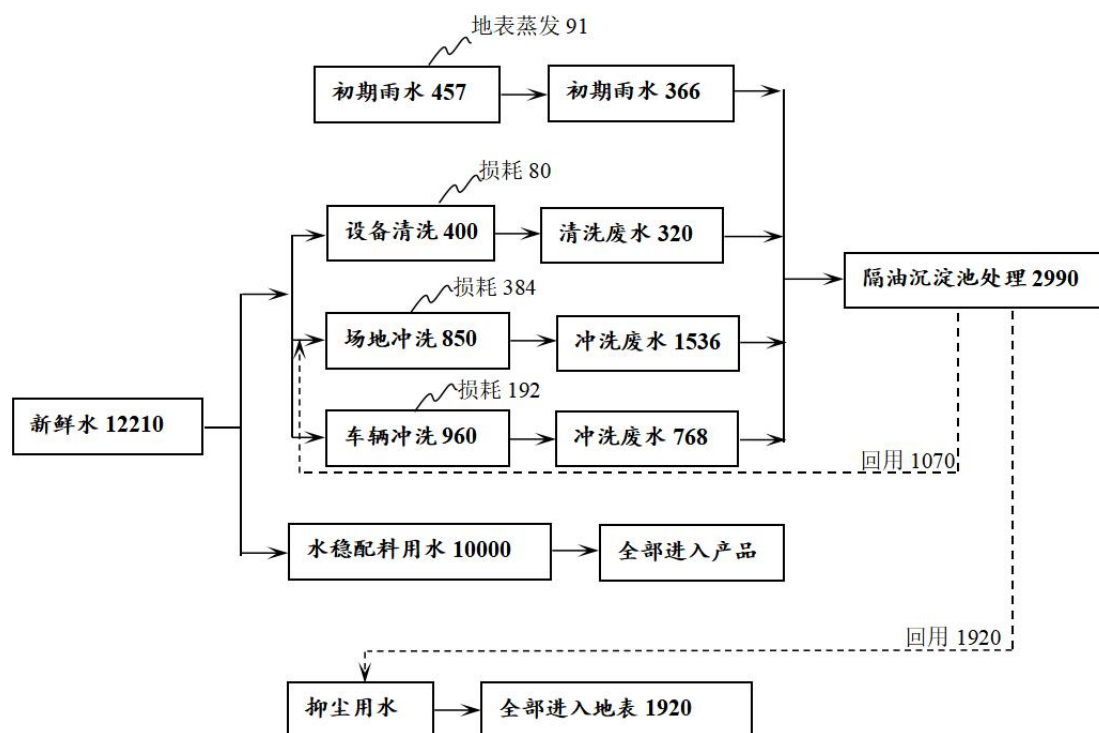 地表蒸发 91
初期雨水 457
初期雨水 366
损耗 80
设备清洗 400
清洗废水 320
隔油沉淀池处理 2990
损耗 384
场地冲洗 850
冲洗废水 1536
损耗 192
新鲜水 12210
车辆冲洗 960
冲洗废水 768
回用 1070
水稳配料用水 10000
全部进入产品
回用 1920
抑尘用水
全部进入地表 1920